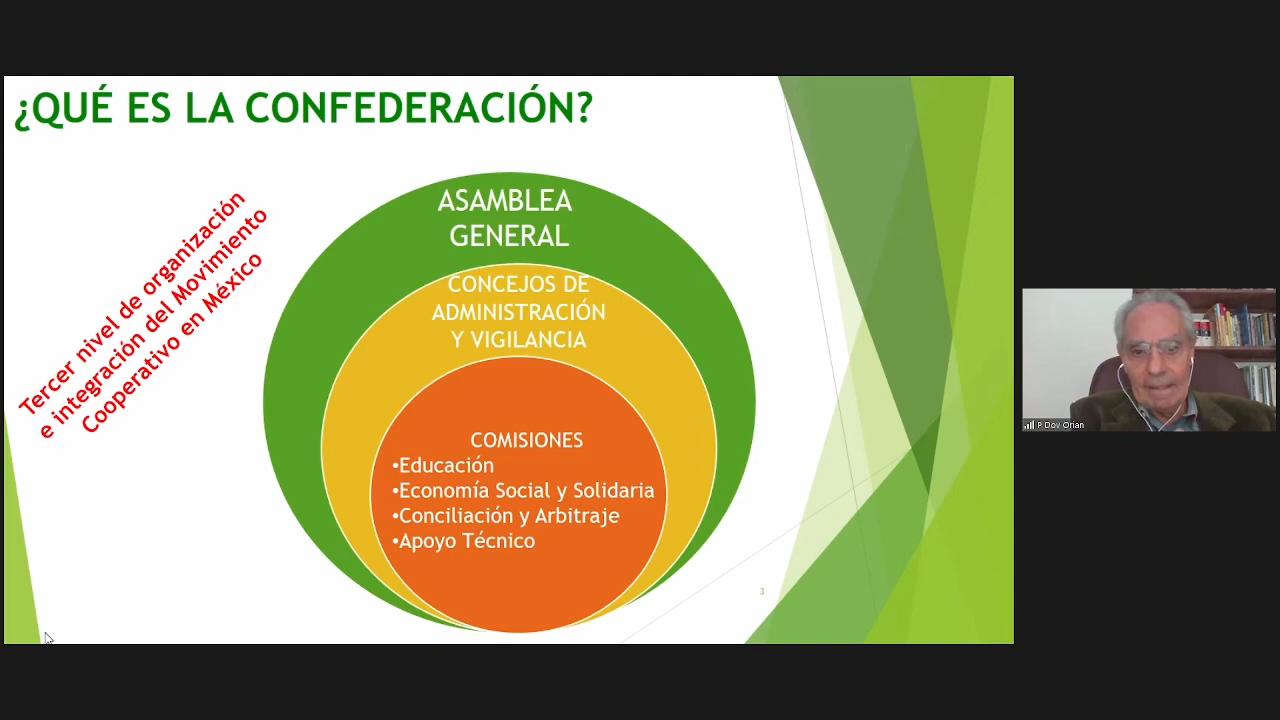 ¿QUÉ ES LA CONFEDERACIÓN?
Tercer nivel de organización
e integración del Movimiento
Cooperativo en México
ASAMBLEA
GENERAL
CONCEJOS DE
ADMINISTRACIÓN
Y VIGILANCIA
COMISIONES
•Educación
•Economía Social y Solidaria
•Conciliación y Arbitraje
•Apoyo Técnico
3
P Dov Orian